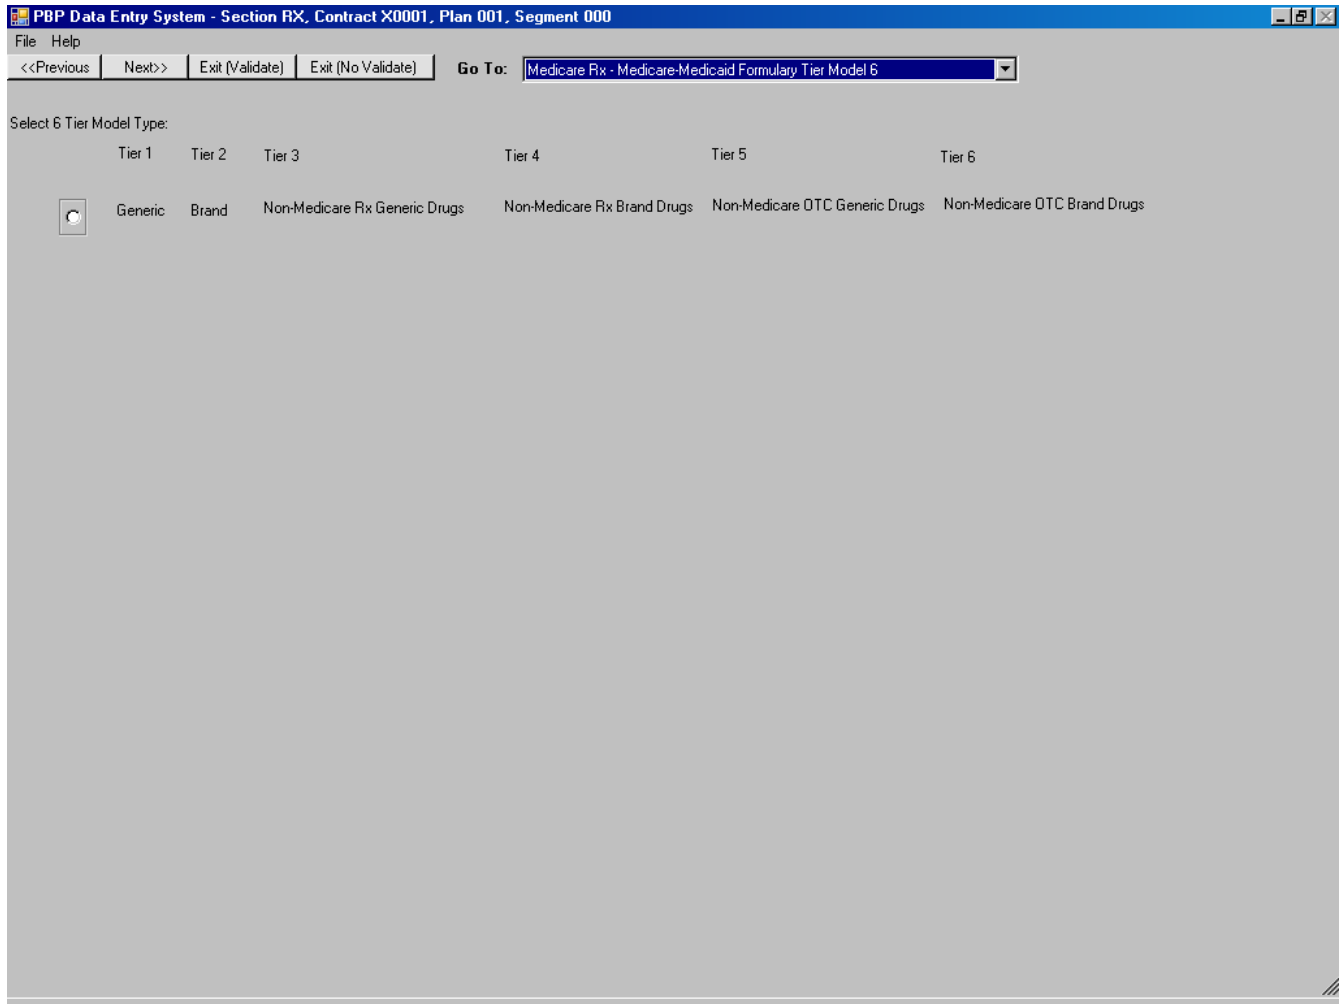 PBP Data Entry System - Section RX, Contract X0001, Plan 001, Segment 000
File Help
<<Previous Next>> Exit (Validate) Exit (No Validate) Go To: Medicare Rx - Medicare-Medicaid Formulary Tier Model 6
Select 6 Tier Model Type:
Tier 1 Tier 2 Tier 3 Tier 4 Tier 5 Tier 6
Generic Brand Non-Medicare Rx Generic Drugs Non-Medicare Rx Brand Drugs Non-Medicare OTC Generic Drugs Non-Medicare OTC Brand Drugs